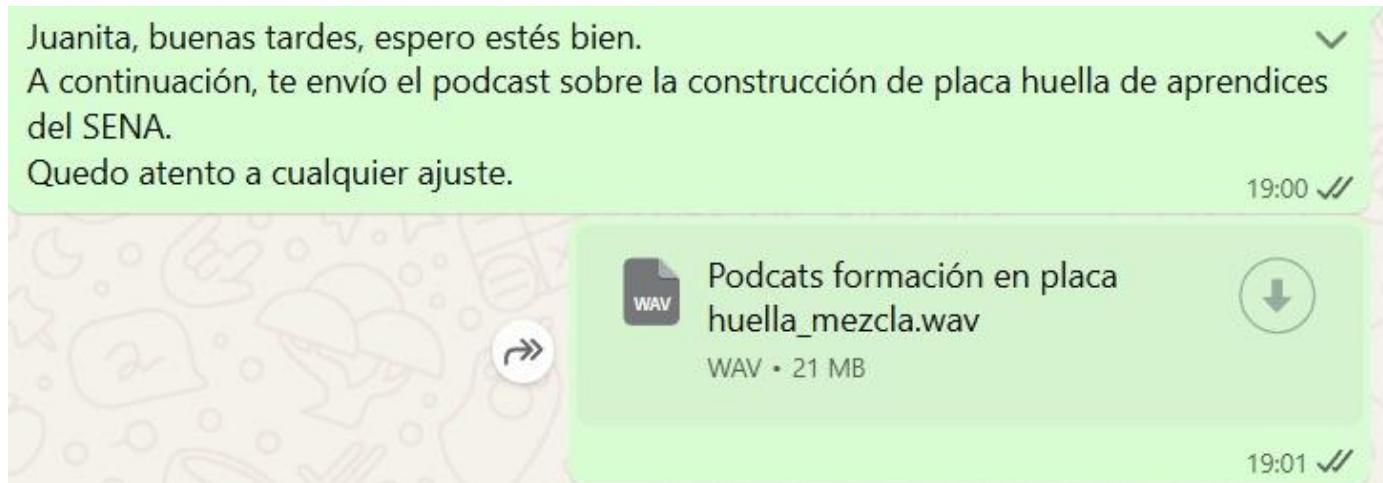 Juanita, buenas tardes, espero estés bien.
A continuación, te envío el podcast sobre la construcción de placa huella de aprendices
del SENA.
Quedo atento a cualquier ajuste.
19:00
WAV
Podcats formación en placa
huella_mezcla.wav
WAV • 21 MB
19:01